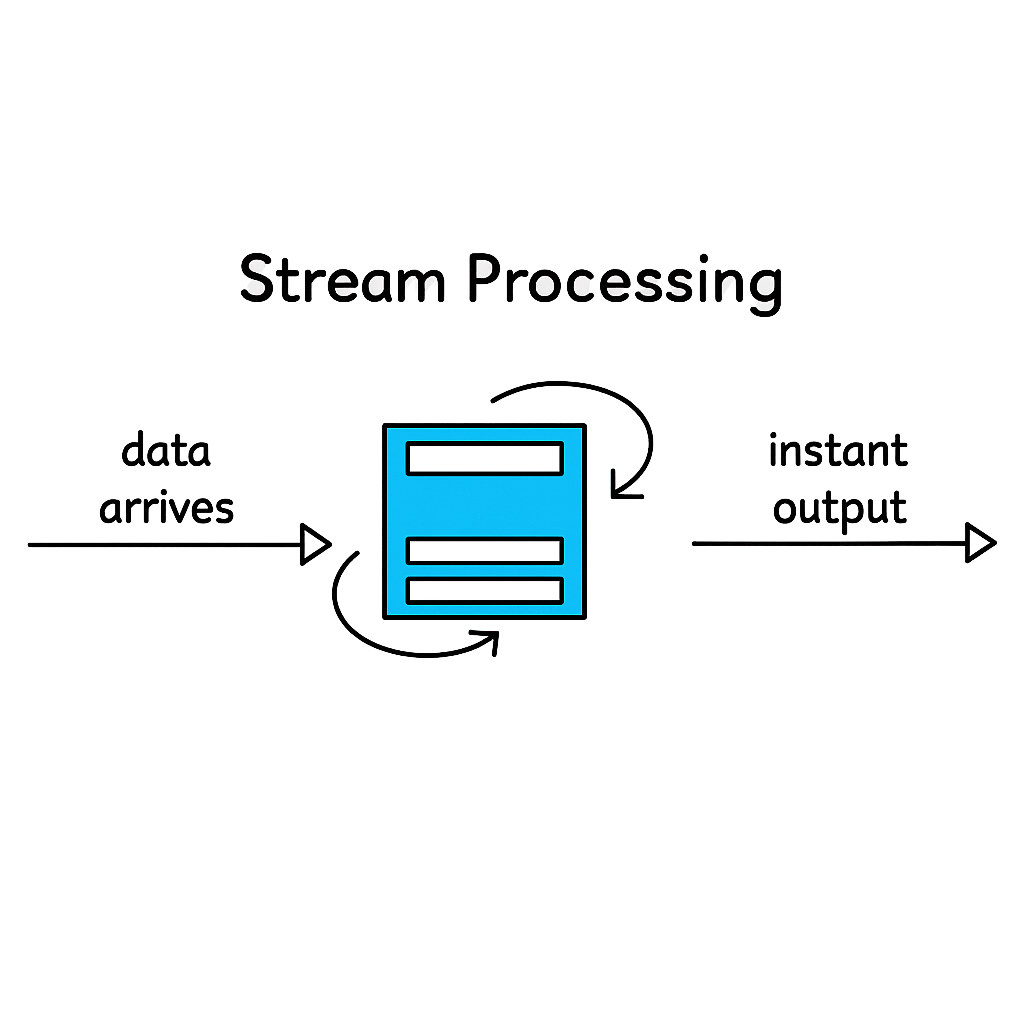 Stream Processing
data
arrives
instant
output